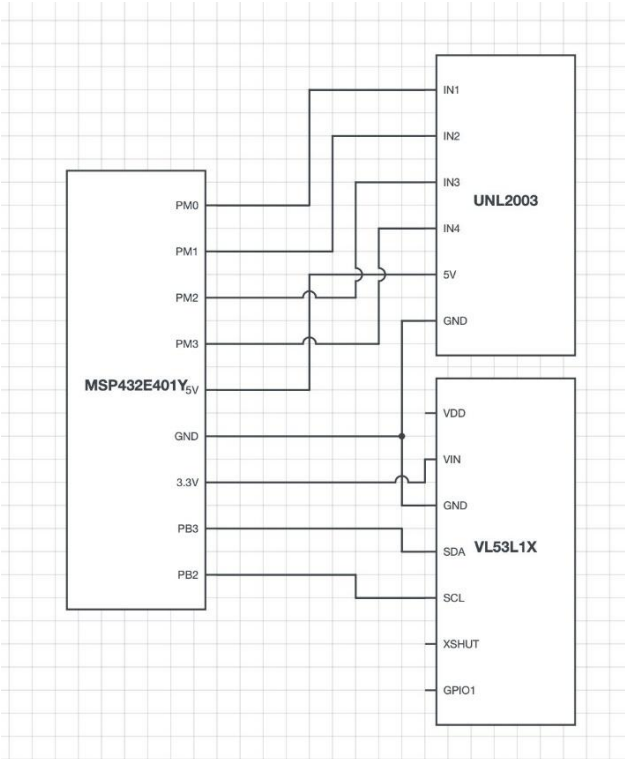 PM0
PM1
PM2
PM3
MSP432E401Y
5V
GND
3.3V
PB3
PB2
IN1
IN2
IN3
UNL2003
IN4
5V
GND
VDD
VIN
GND
SDA
VL53L1X
SCL
XSHUT
GPIO1